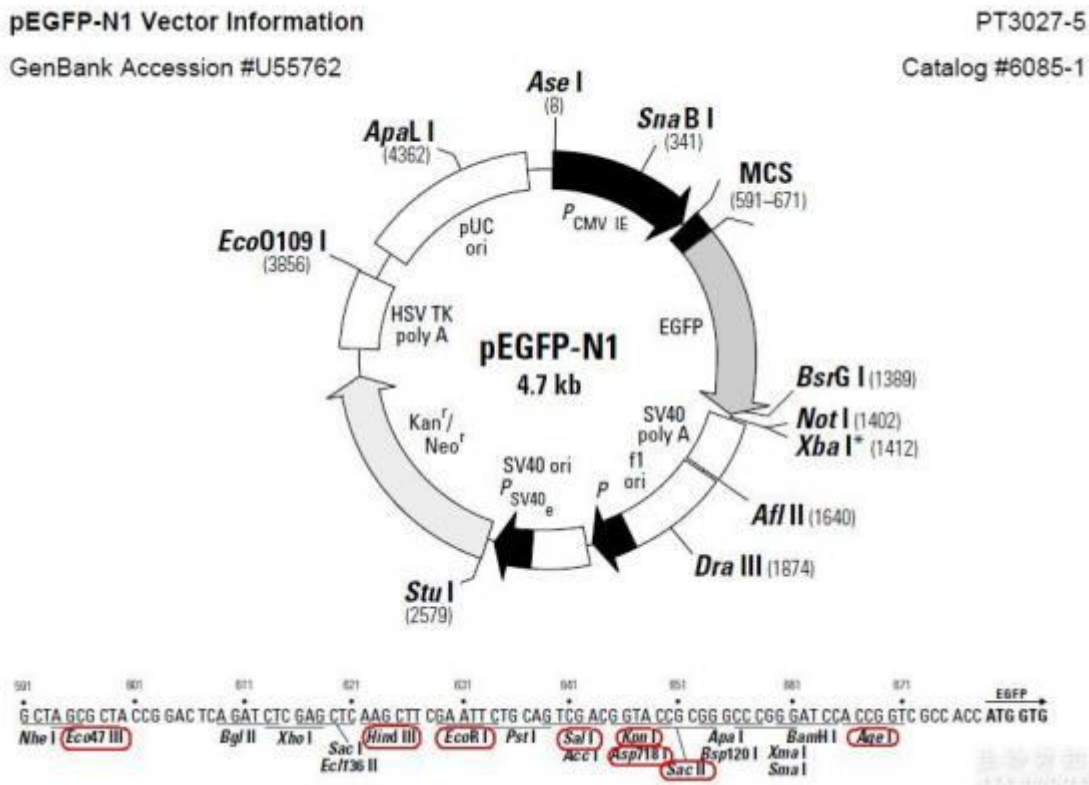 pEGFP-N1 Vector Information
PT3027-5
GenBank Accession #U55762
Catalog #6085-1
Ase I
(8)
SnaB I
(341)
MCS
(591–671)
ApaL I
(4362)
EcoO109 I
(3856)
PCMV IE
pUC
ori
HSV TK
poly A
EGFP
pEGFP-N1
4.7 kb
BsrG I (1389)
Not I (1402)
Xba I* (1412)
SV40
poly A
f1
ori
P
SV40 ori
PSV40e
Kanr/
Neor
Afl II (1640)
Dra III (1874)
Stu I
(2579)
591 601 611 621 631 641 651 661 671 EGFP
G CTA GCG CTA CCG GAC TCA GAT CTC GAG CTC AAG CTT CGA ATT CTG CAG TCG ACG GTA CCG CGG GCC CGG GAT CCA CCG GTC GCC ACC ATG GTG
Nhe I Eco47 III Bgl II Xho I Hind III EcoR I Pst I Sal I Kpn I Apa I BamH I Age I
Sac I Acc I Asp718 I Bsp120 I Xma I
Ecl136 II Sac II Sma I